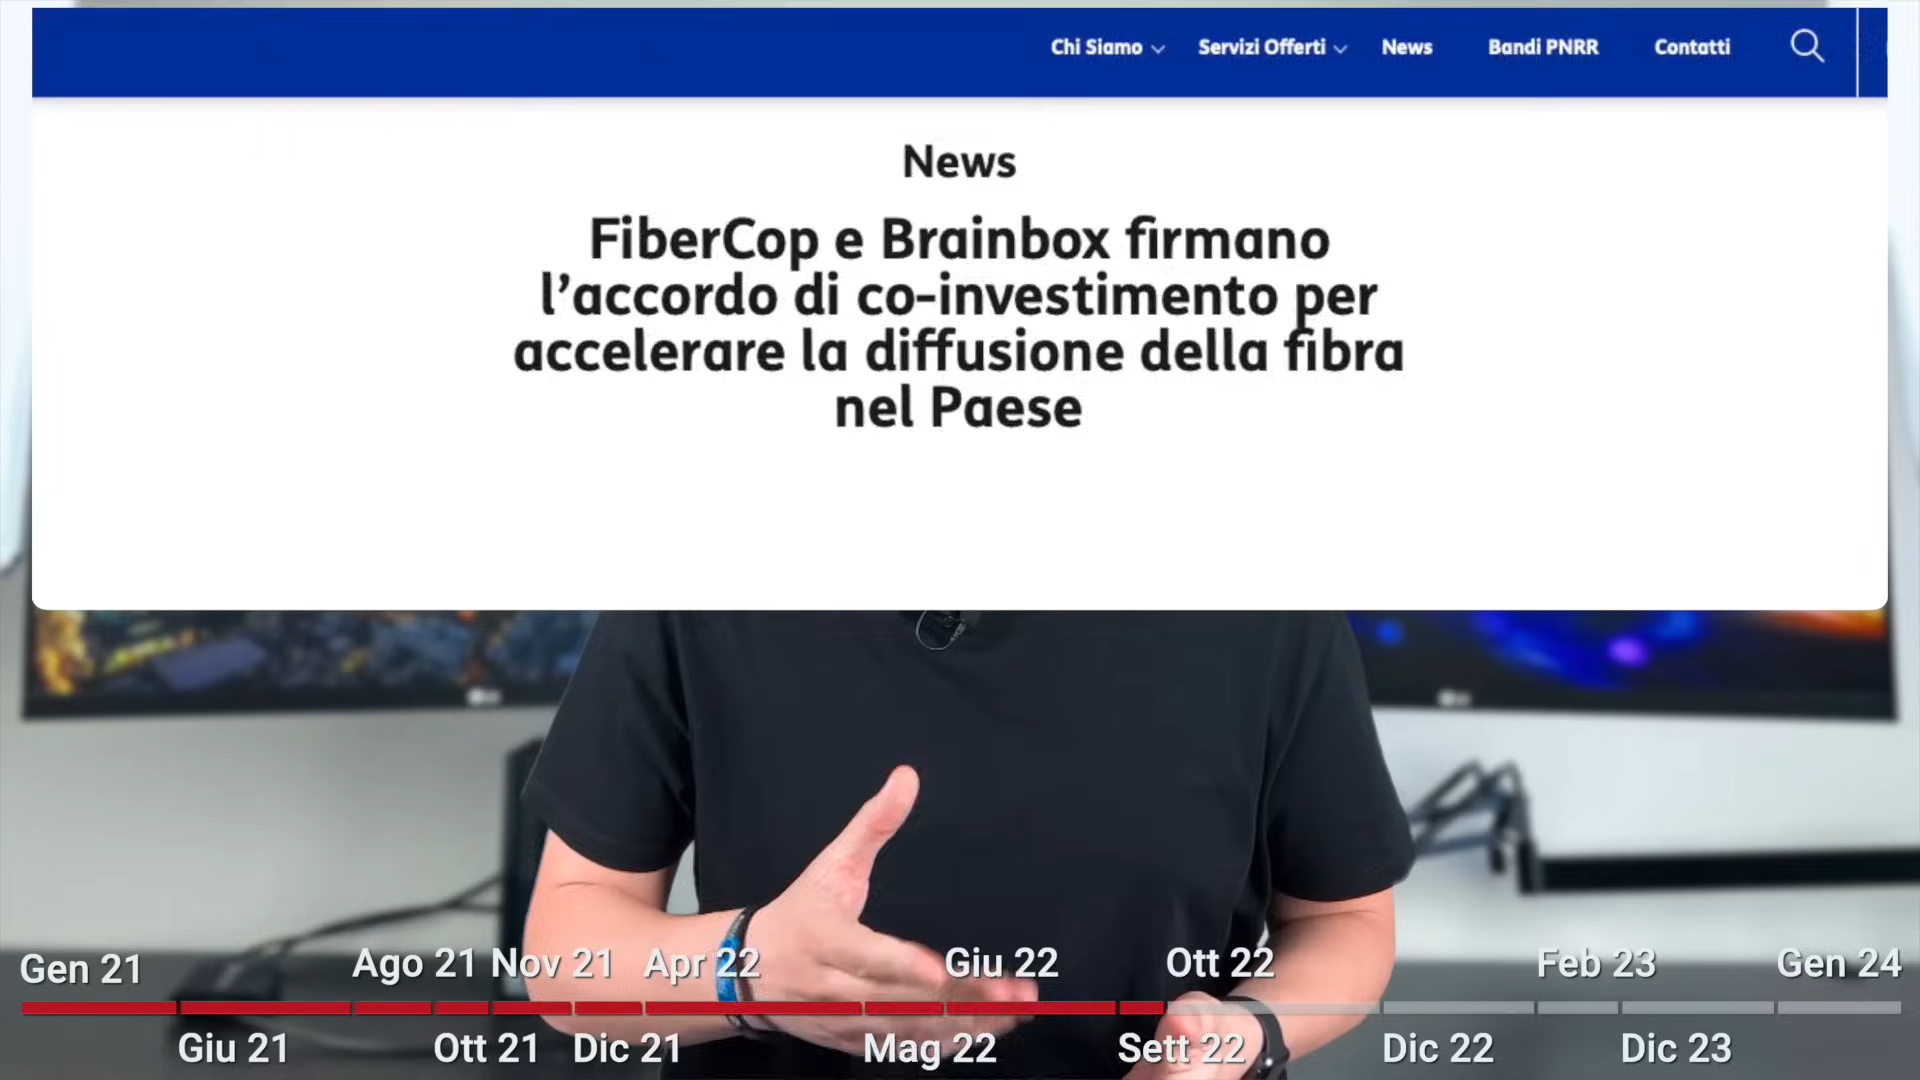 Chi Siamo Servizi Offerti News Bandi PNRR Contatti
News
FiberCop e Brainbox firmano
l’accordo di co-investimento per
accelerare la diffusione della fibra
nel Paese
Gen 21 Ago 21 Nov 21 Apr 22 Giu 22 Ott 22 Feb 23 Gen 24
Giu 21 Ott 21 Dic 21 Mag 22 Sett 22 Dic 22 Dic 23